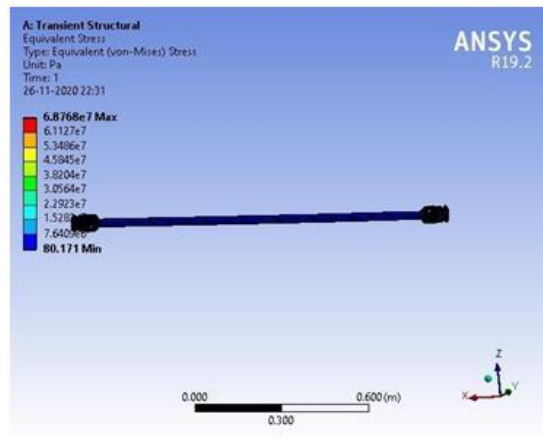 A: Transient Structural
Equivalent Stress
Type: Equivalent (von-Mises) Stress
Unit: Pa
Time: 1
26-11-2020 22:31
ANSYS
R19.2
6.8768e7 Max
6.1127e7
5.3486e7
4.5845e7
3.8204e7
3.0564e7
2.2923e7
80.171 Min
0.000
0.600 (m)
0.300
Z
X
Y